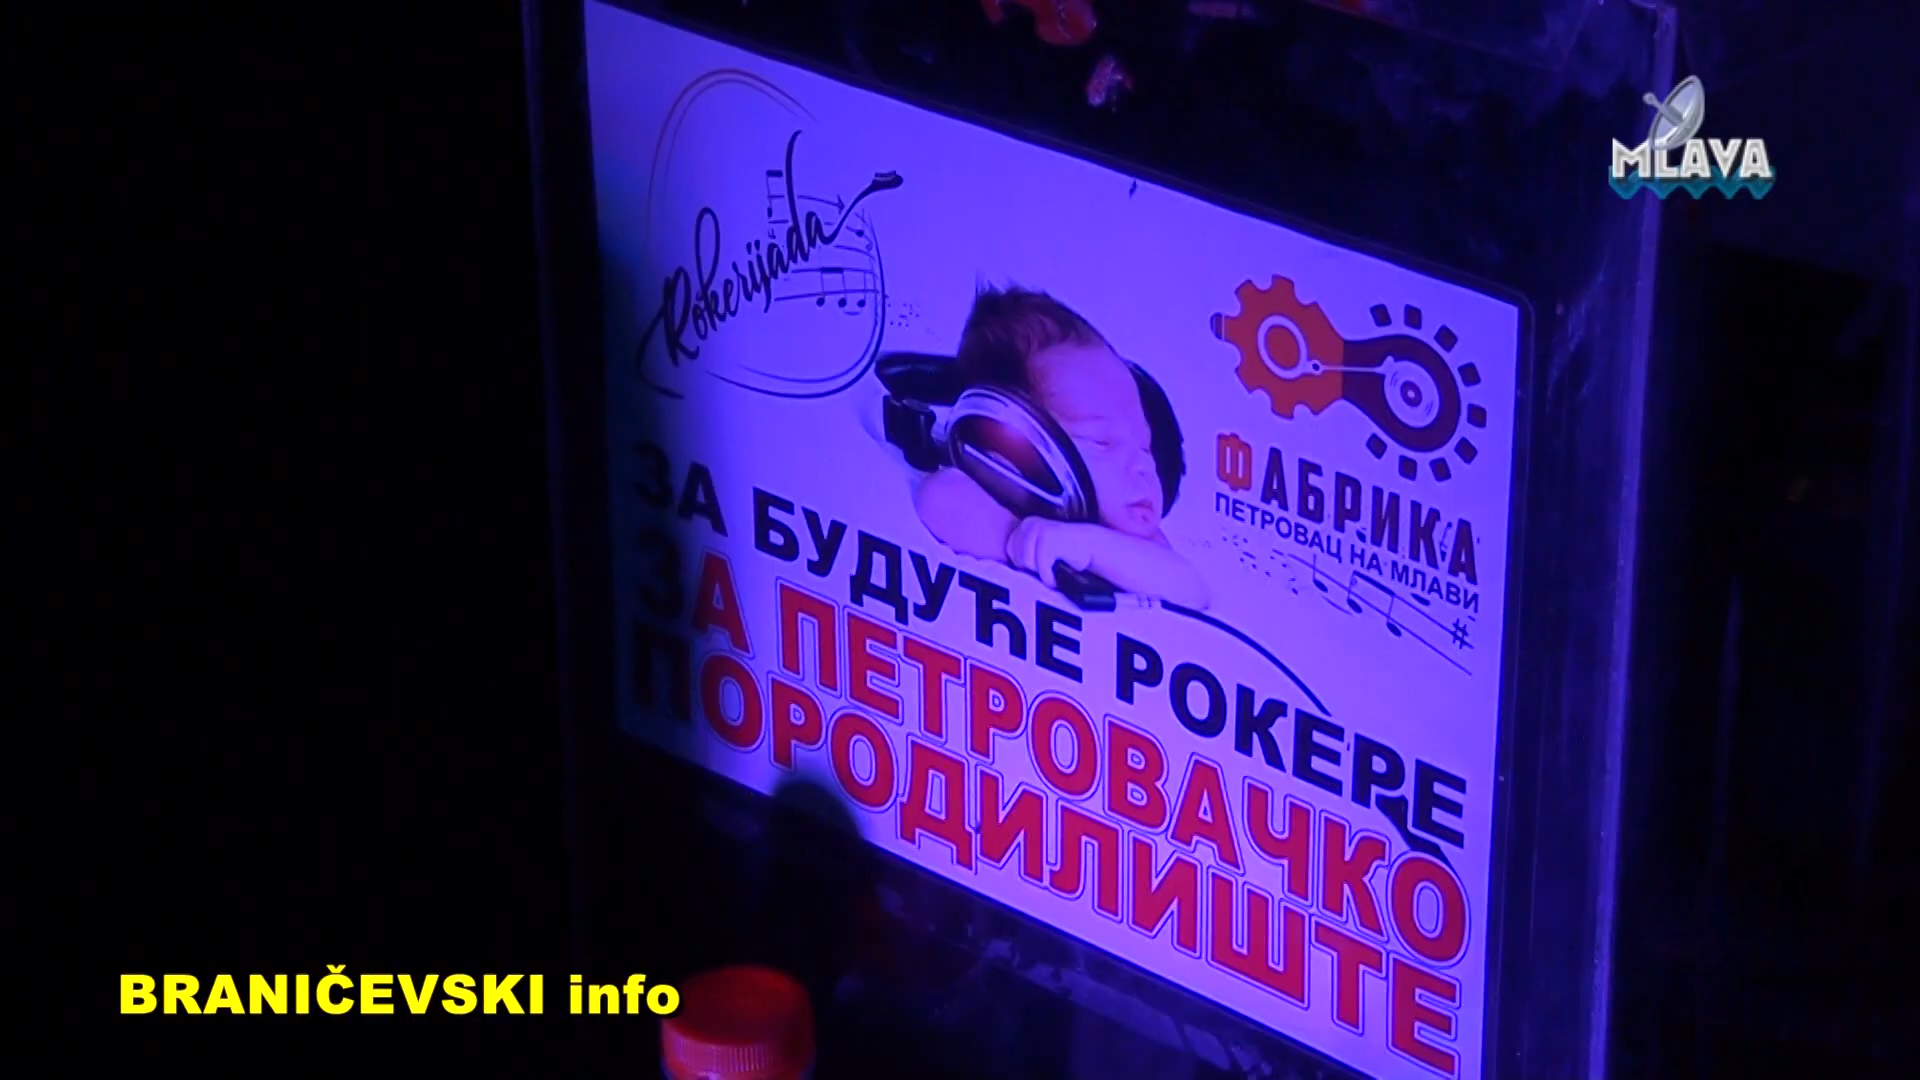 MLAVA
Rokerijada
ФАБРИКА
ПЕТРОВАЦ НА МЛАВИ
ЗА БУДУЋЕ РОКЕРЕ
ЗА ПЕТРОВАЧКО
ПОРОДИЛИШТЕ
BRANIČEVSKI info